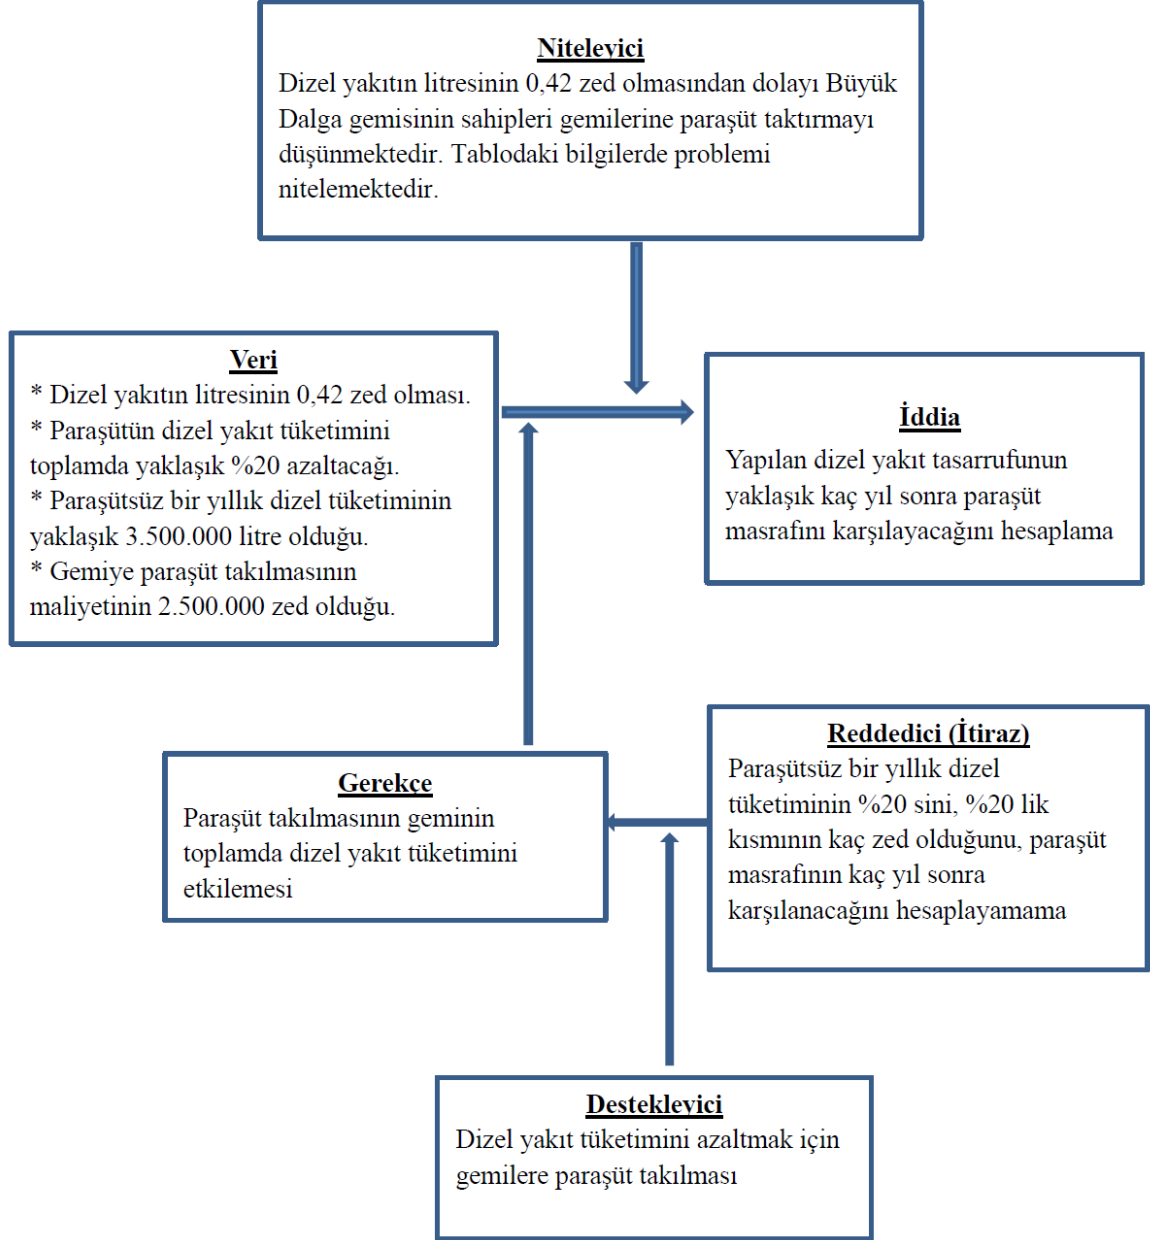 Niteleyici
Dizel yakıtın litresinin 0,42 zed olmasından dolayı Büyük
Dalga gemisinin sahipleri gemilerine paraşüt taktırmayı
düşünmektedir. Tablodaki bilgilerde problemi
nitelemektedir.
Veri
* Dizel yakıtın litresinin 0,42 zed olması.
* Paraşütün dizel yakıt tüketimini
toplamda yaklaşık %20 azaltacağı.
* Paraşütsüz bir yıllık dizel tüketiminin
yaklaşık 3.500.000 litre olduğu.
* Gemiye paraşüt takılmasının
maliyetinin 2.500.000 zed olduğu.
İddia
Yapılan dizel yakıt tasarrufunun
yaklaşık kaç yıl sonra paraşüt
masrafını karşılayacağını hesaplama
Gerekçe
Paraşüt takılmasının geminin
toplamda dizel yakıt tüketimini
etkilemesi
Reddedici (İtiraz)
Paraşütsüz bir yıllık dizel
tüketiminin %20 sini, %20 lik
kısmının kaç zed olduğunu, paraşüt
masrafının kaç yıl sonra
karşılanacağını hesaplayamama
Destekleyici
Dizel yakıt tüketimini azaltmak için
gemilere paraşüt takılması